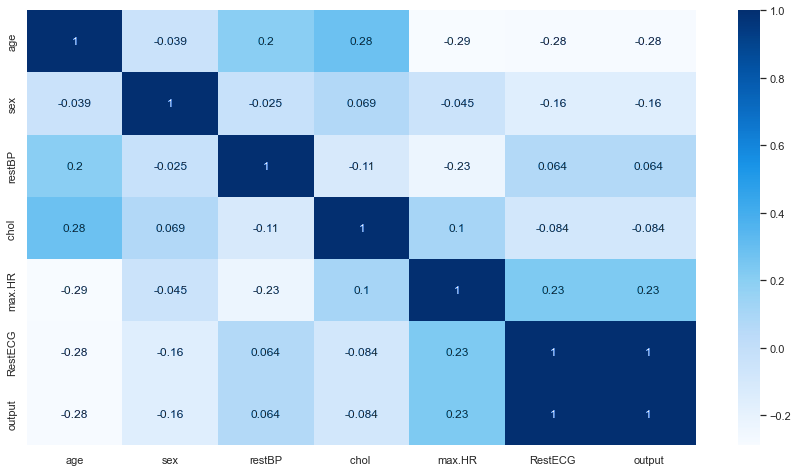 age 1 -0.039 0.2 0.28 -0.29 -0.28 -0.28
sex -0.039 1 -0.025 0.069 -0.045 -0.16 -0.16
restBP 0.2 -0.025 1 -0.11 -0.23 0.064 0.064
chol 0.28 0.069 -0.11 1 0.1 -0.084 -0.084
max.HR -0.29 -0.045 -0.23 0.1 1 0.23 0.23
RestECG -0.28 -0.16 0.064 -0.084 0.23 1 1
output -0.28 -0.16 0.064 -0.084 0.23 1 1
age sex restBP chol max.HR RestECG output
1.0
0.8
0.6
0.4
0.2
0.0
−0.2